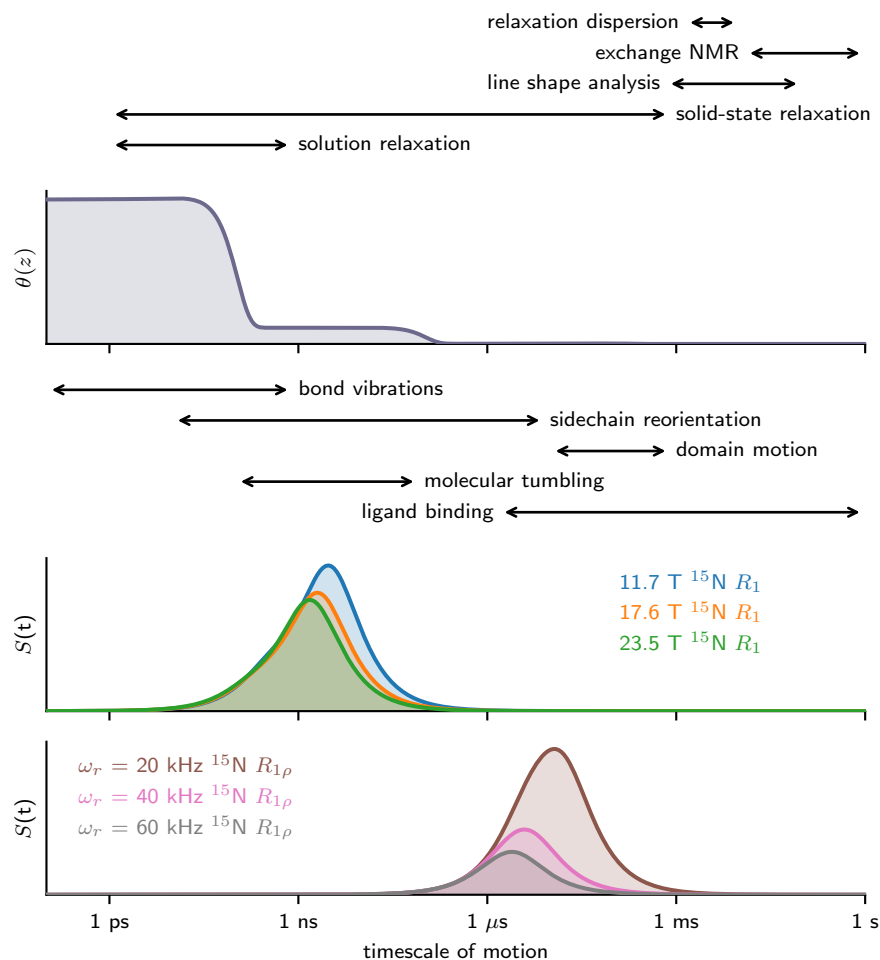 relaxation dispersion
exchange NMR
line shape analysis
solid-state relaxation
solution relaxation
θ(z)
bond vibrations
sidechain reorientation
domain motion
molecular tumbling
ligand binding
S(t)
11.7 T ¹⁵N R₁
17.6 T ¹⁵N R₁
23.5 T ¹⁵N R₁
S(t)
ωᵣ = 20 kHz ¹⁵N R₁ᵨ
ωᵣ = 40 kHz ¹⁵N R₁ᵨ
ωᵣ = 60 kHz ¹⁵N R₁ᵨ
1 ps 1 ns 1 μs 1 ms 1 s
timescale of motion